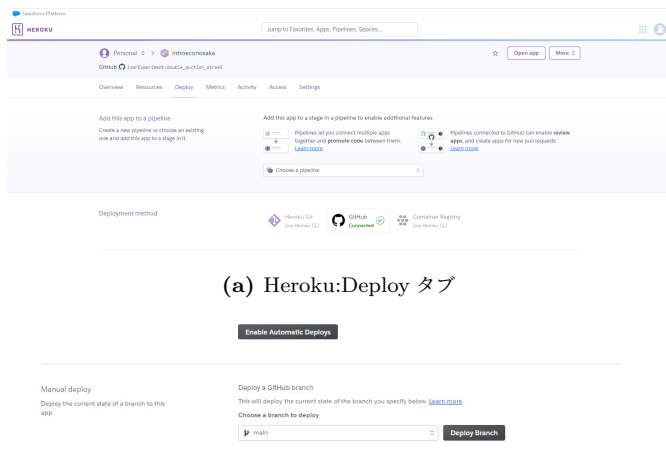 Salesforce Platform
HEROKU
Jump to Favorites, Apps, Pipelines, Spaces...
Personal > introeconosaka
Open app
More
GitHub iserExperiment/double_auction_otree5
Overview Resources Deploy Metrics Activity Access Settings
Add this app to a pipeline
Create a new pipeline or choose an existing
one and add this app to a stage in it.
Add this app to a stage in a pipeline to enable additional features
Pipelines let you connect multiple apps
together and promote code between them.
Learn more.
Pipelines connected to GitHub can enable review
apps, and create apps for new pull requests.
Learn more.
Choose a pipeline
Deployment method
Heroku Git
Use Heroku CLI
GitHub
Connected
Container Registry
Use Heroku CLI
(a) Heroku:Deploy タブ
Enable Automatic Deploys
Manual deploy
Deploy the current state of a branch to this
app.
Deploy a GitHub branch
This will deploy the current state of the branch you specify below. Learn more.
Choose a branch to deploy
main
Deploy Branch